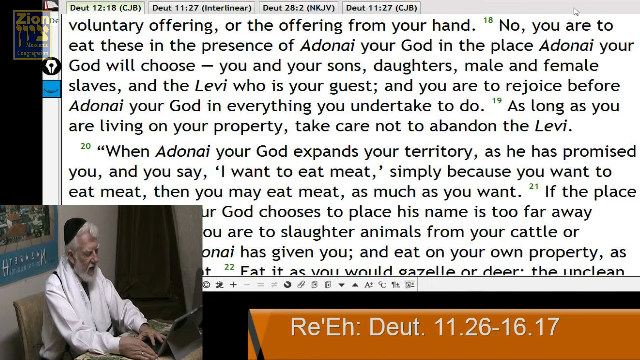 Zion
Messianic
Congregation
Deut 12:18 (CJB)
Deut 11:27 (Interlinear)
Deut 28:2 (NKJV)
Deut 11:27 (CJB)
voluntary offering, or the offering from your hand. 18 No, you are to
eat these in the presence of Adonai your God in the place Adonai your
God will choose — you and your sons, daughters, male and female
slaves, and the Levi who is your guest; and you are to rejoice before
Adonai your God in everything you undertake to do. 19 As long as you
are living on your property, take care not to abandon the Levi.
20 “When Adonai your God expands your territory, as he has promised
you, and you say, ‘I want to eat meat,’ simply because you want to
eat meat, then you may eat meat, as much as you want. 21 If the place
our God chooses to place his name is too far away
ou are to slaughter animals from your cattle or
onai has given you; and eat on your own property, as
t. 22 Eat it as you would gazelle or deer; the unclean
NAZARETH
Re'Eh: Deut. 11.26-16.17